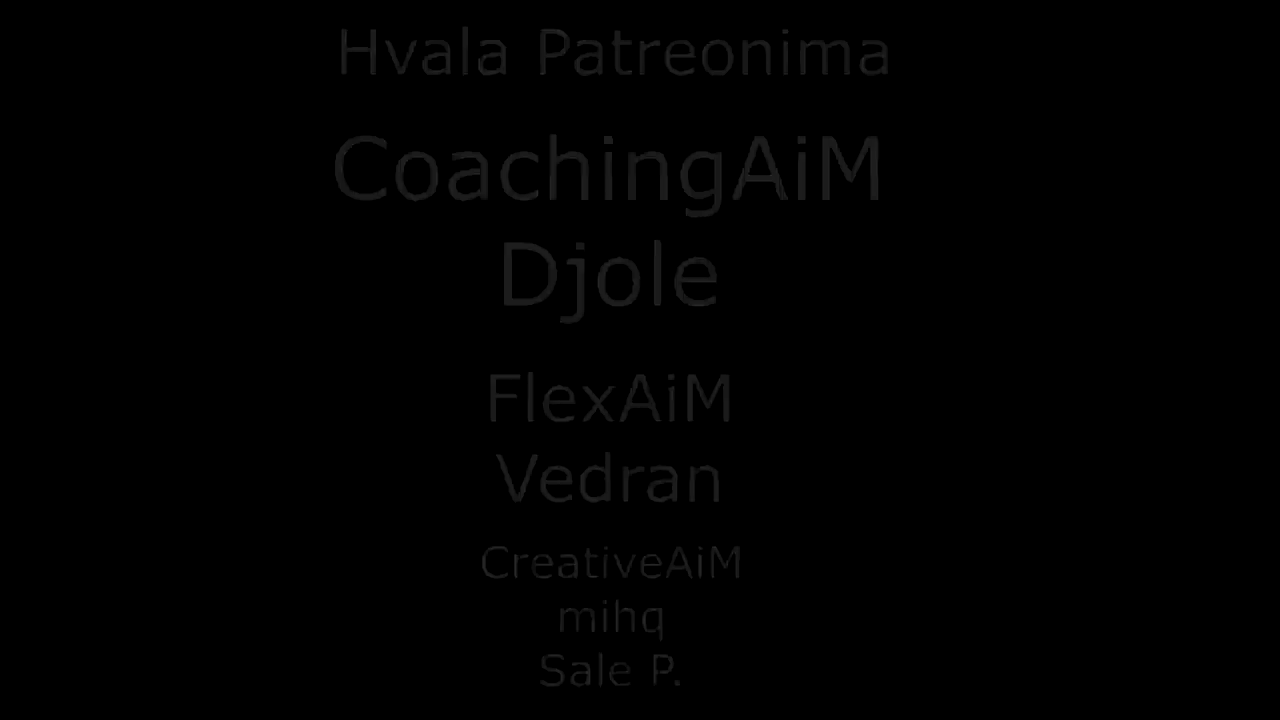 Hvala Patreonima
CoachingAiM
Djole
FlexAiM
Vedran
CreativeAiM
mihq
Sale P.